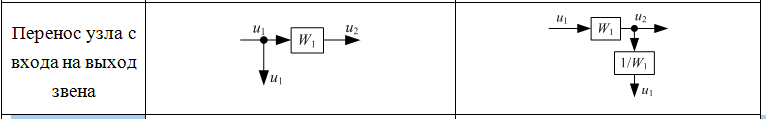 Перенос узла с
входа на выход
звена
u₁ W₁ u₂
u₁
u₁ W₁ u₂
1/W₁
u₁